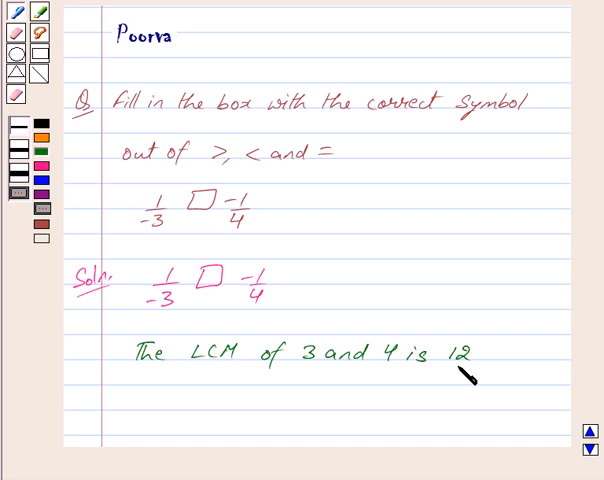 Poorva
Q Fill in the box with the correct symbol
out of >, < and =
1/-3 □ -1/4
Soln: 1/-3 □ -1/4
The LCM of 3 and 4 is 12